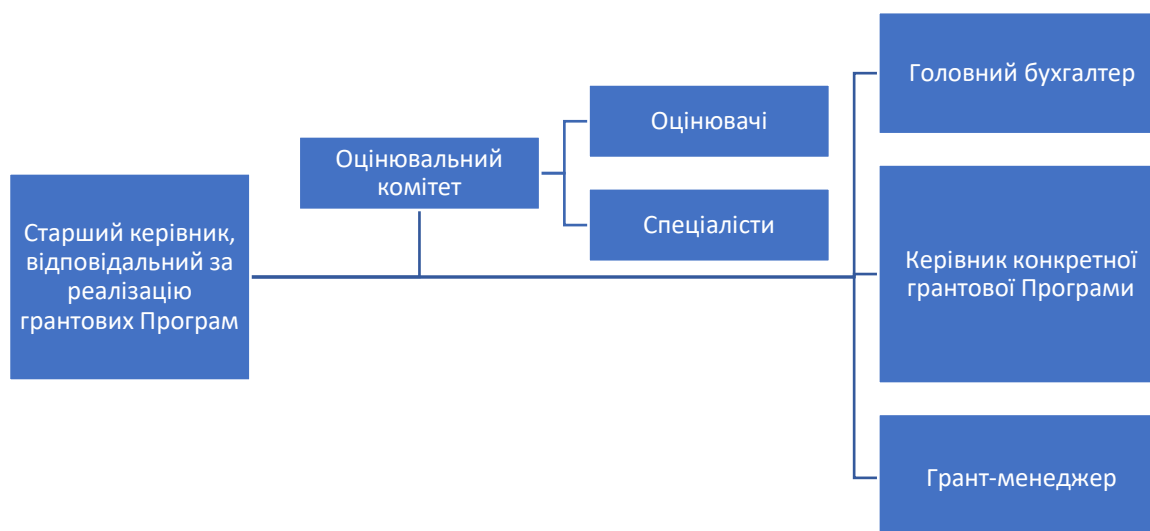 Старший керівник,
відповідальний за
реалізацію
грантових Програм
Оцінювальний
комітет
Оцінювачі
Спеціалісти
Головний бухгалтер
Керівник конкретної
грантової Програми
Грант-менеджер